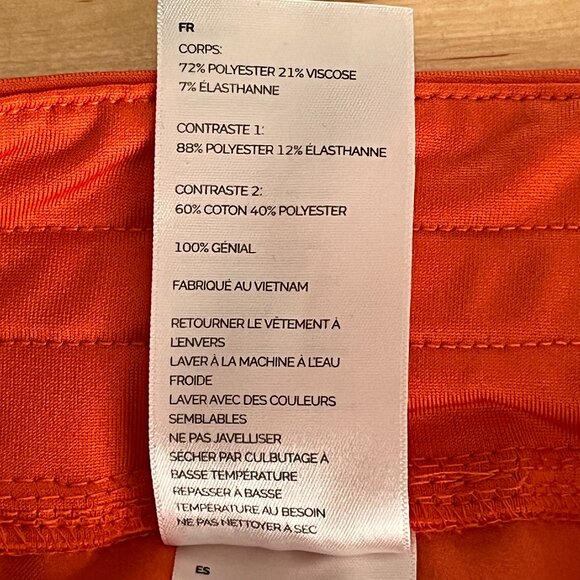 FR
CORPS:
72% POLYESTER 21% VISCOSE
7% ÉLASTHANNE
CONTRASTE 1:
88% POLYESTER 12% ÉLASTHANNE
CONTRASTE 2:
60% COTON 40% POLYESTER
100% GÉNIAL
FABRIQUÉ AU VIETNAM
RETOURNER LE VÊTEMENT À
L'ENVERS
LAVER À LA MACHINE À L'EAU
FROIDE
LAVER AVEC DES COULEURS
SEMBLABLES
NE PAS JAVELLISER
SÉCHER PAR CULBUTAGE À
BASSE TEMPÉRATURE
REPASSER À BASSE
TEMPÉRATURE AU BESOIN
NE PAS NETTOYER À SEC
ES